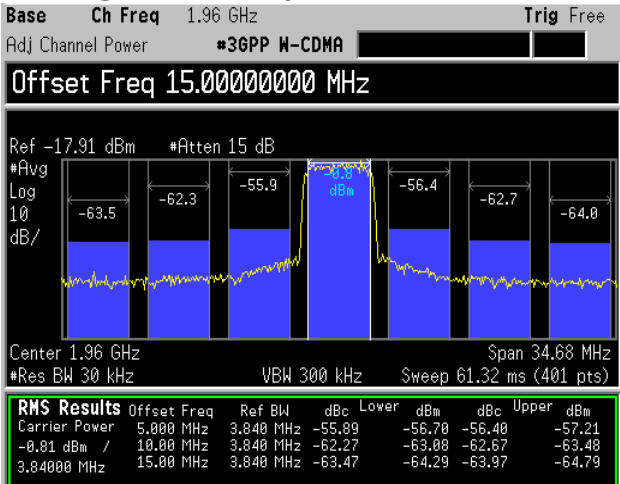 Base Ch Freq 1.96 GHz Trig Free
Adj Channel Power #3GPP W-CDMA
Offset Freq 15.00000000 MHz
Ref -17.91 dBm #Atten 15 dB
#Avg
Log
10
dB/
-63.5 -62.3 -55.9 -0.8 dBm -56.4 -62.7 -64.0
Center 1.96 GHz Span 34.68 MHz
#Res BW 30 kHz VBW 300 kHz Sweep 61.32 ms (401 pts)
RMS Results Offset Freq Ref BW dBc Lower dBm dBc Upper dBm
Carrier Power 5.000 MHz 3.840 MHz -55.89 -56.70 -56.40 -57.21
-0.81 dBm / 10.00 MHz 3.840 MHz -62.27 -63.08 -62.67 -63.48
3.84000 MHz 15.00 MHz 3.840 MHz -63.47 -64.29 -63.97 -64.79